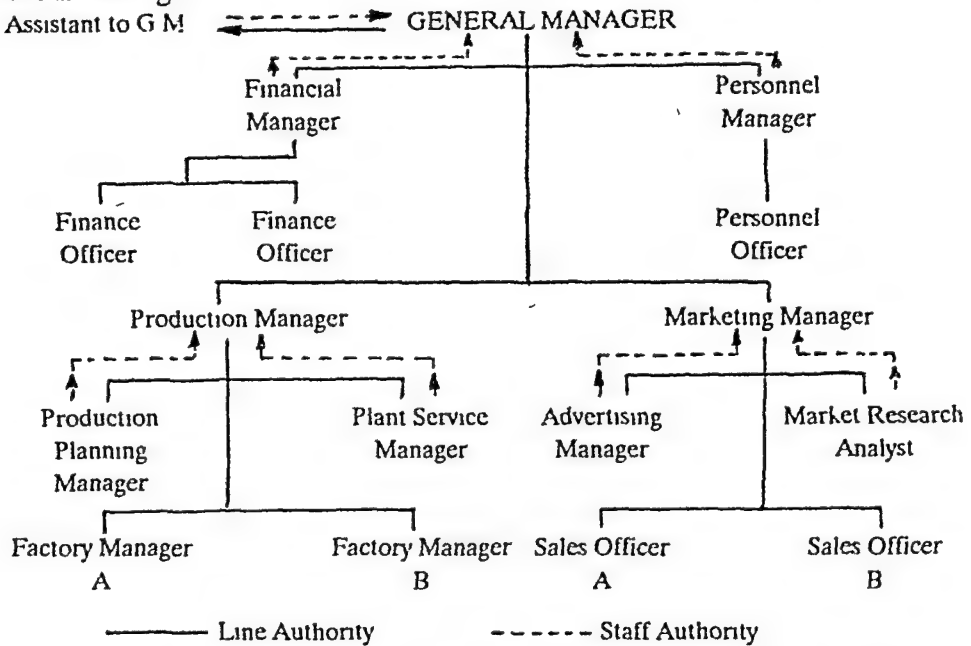 Assistant to G M
GENERAL MANAGER
Financial
Manager
Personnel
Manager
Finance
Officer
Finance
Officer
Personnel
Officer
Production Manager
Marketing Manager
Production
Planning
Manager
Plant Service
Manager
Advertising
Manager
Market Research
Analyst
Factory Manager
A
Factory Manager
B
Sales Officer
A
Sales Officer
B
Line Authority
Staff Authority